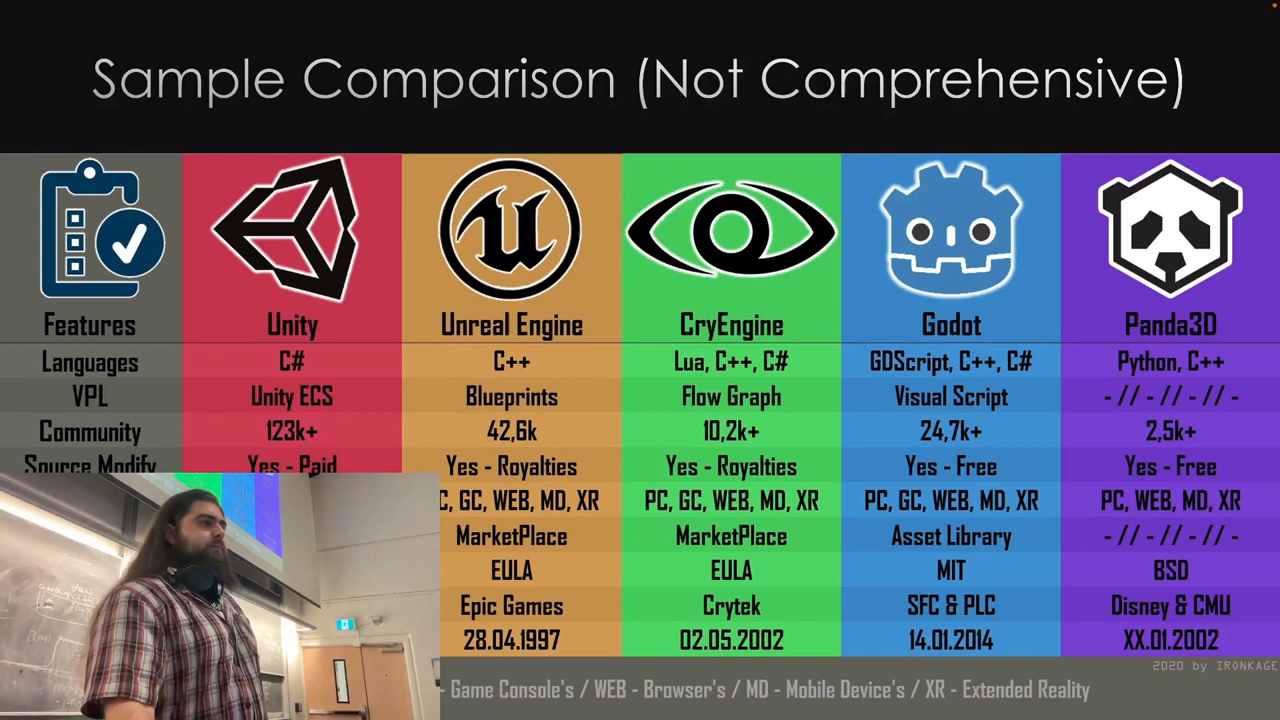 Sample Comparison (Not Comprehensive)
Features Unity Unreal Engine CryEngine Godot Panda3D
Languages C# C++ Lua, C++, C# GDScript, C++, C# Python, C++
VPL Unity ECS Blueprints Flow Graph Visual Script - // - // - // -
Community 123k+ 42,6k 10,2k+ 24,7k+ 2,5k+
Source Modify Yes - Paid Yes - Royalties Yes - Royalties Yes - Free Yes - Free
C, GC, WEB, MD, XR PC, GC, WEB, MD, XR PC, GC, WEB, MD, XR PC, WEB, MD, XR
MarketPlace MarketPlace Asset Library - // - // - // -
EULA EULA MIT BSD
Epic Games Crytek SFC & PLC Disney & CMU
28.04.1997 02.05.2002 14.01.2014 XX.01.2002
2020 by IRONKAGE
- Game Console's / WEB - Browser's / MD - Mobile Device's / XR - Extended Reality